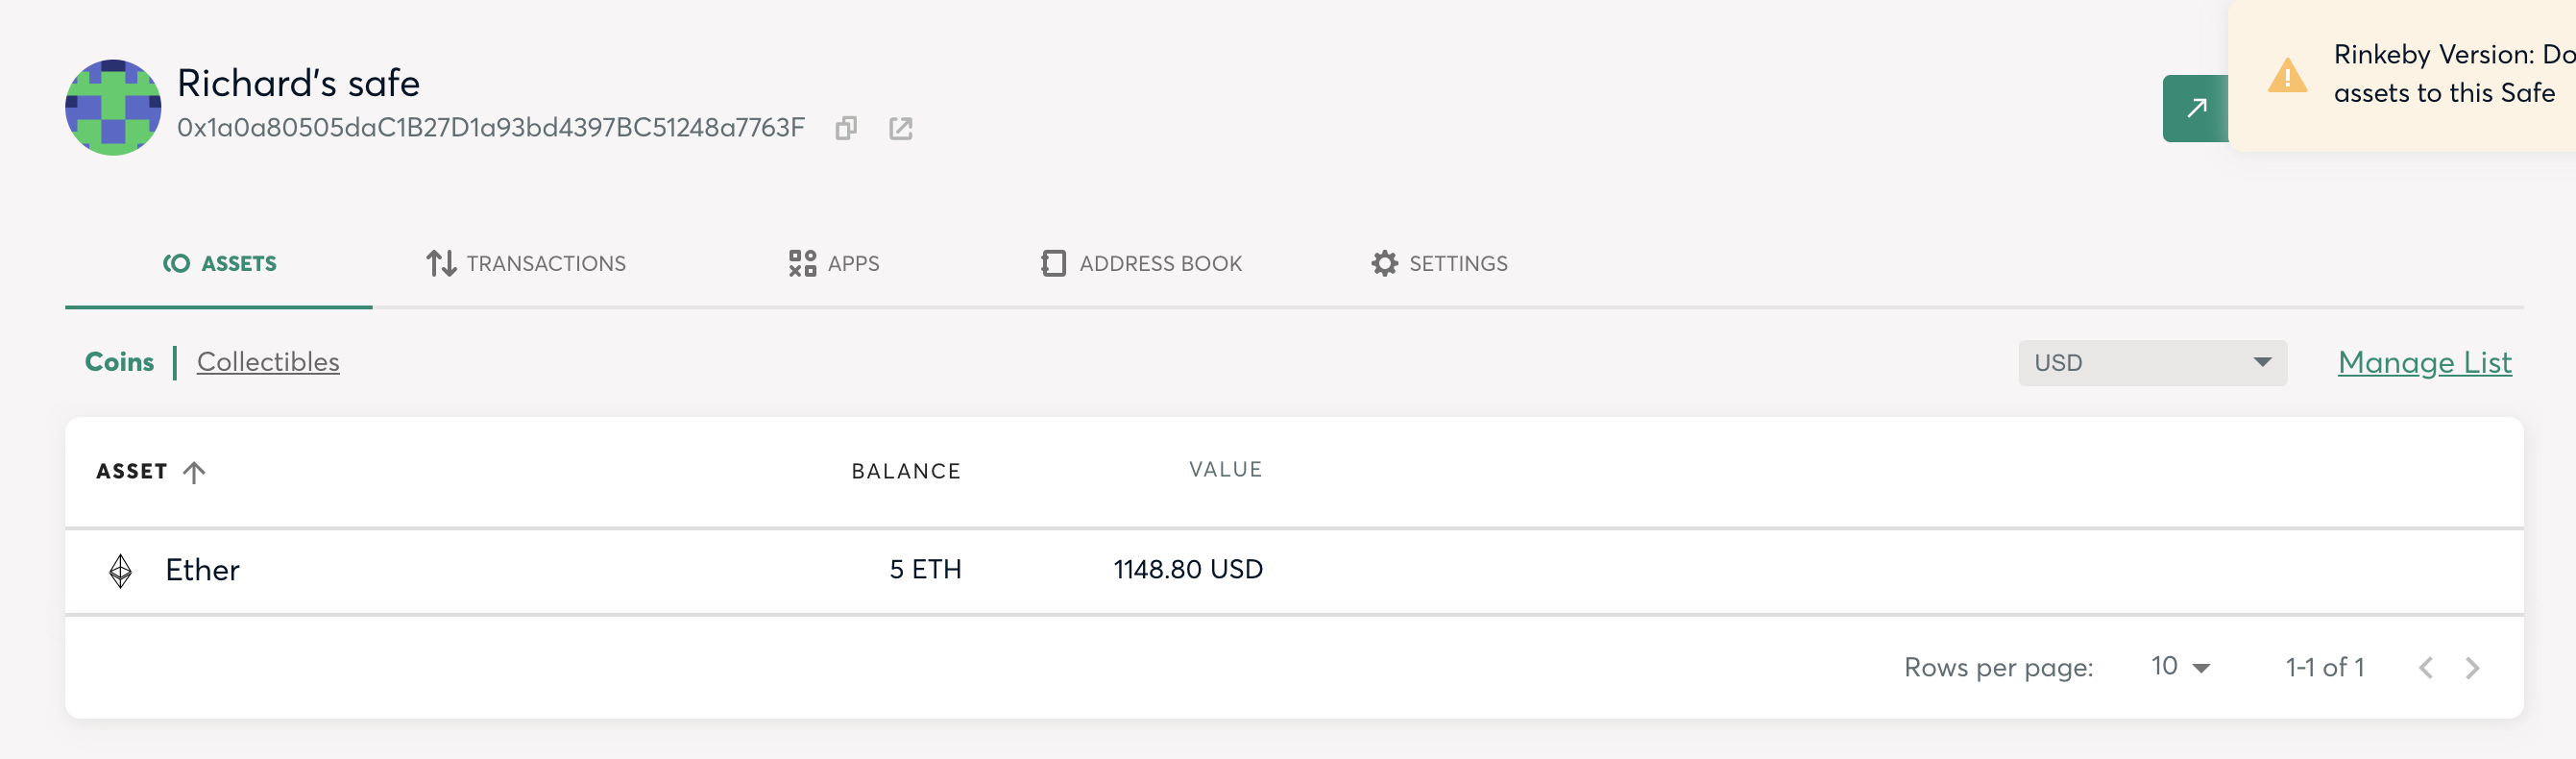 Richard's safe
0x1a0a80505daC1B27D1a93bd4397BC51248a7763F
Rinkeby Version: Do
assets to this Safe
ASSETS
TRANSACTIONS
APPS
ADDRESS BOOK
SETTINGS
Coins
Collectibles
USD
Manage List
ASSET BALANCE VALUE
Ether 5 ETH 1148.80 USD
Rows per page: 10 1-1 of 1